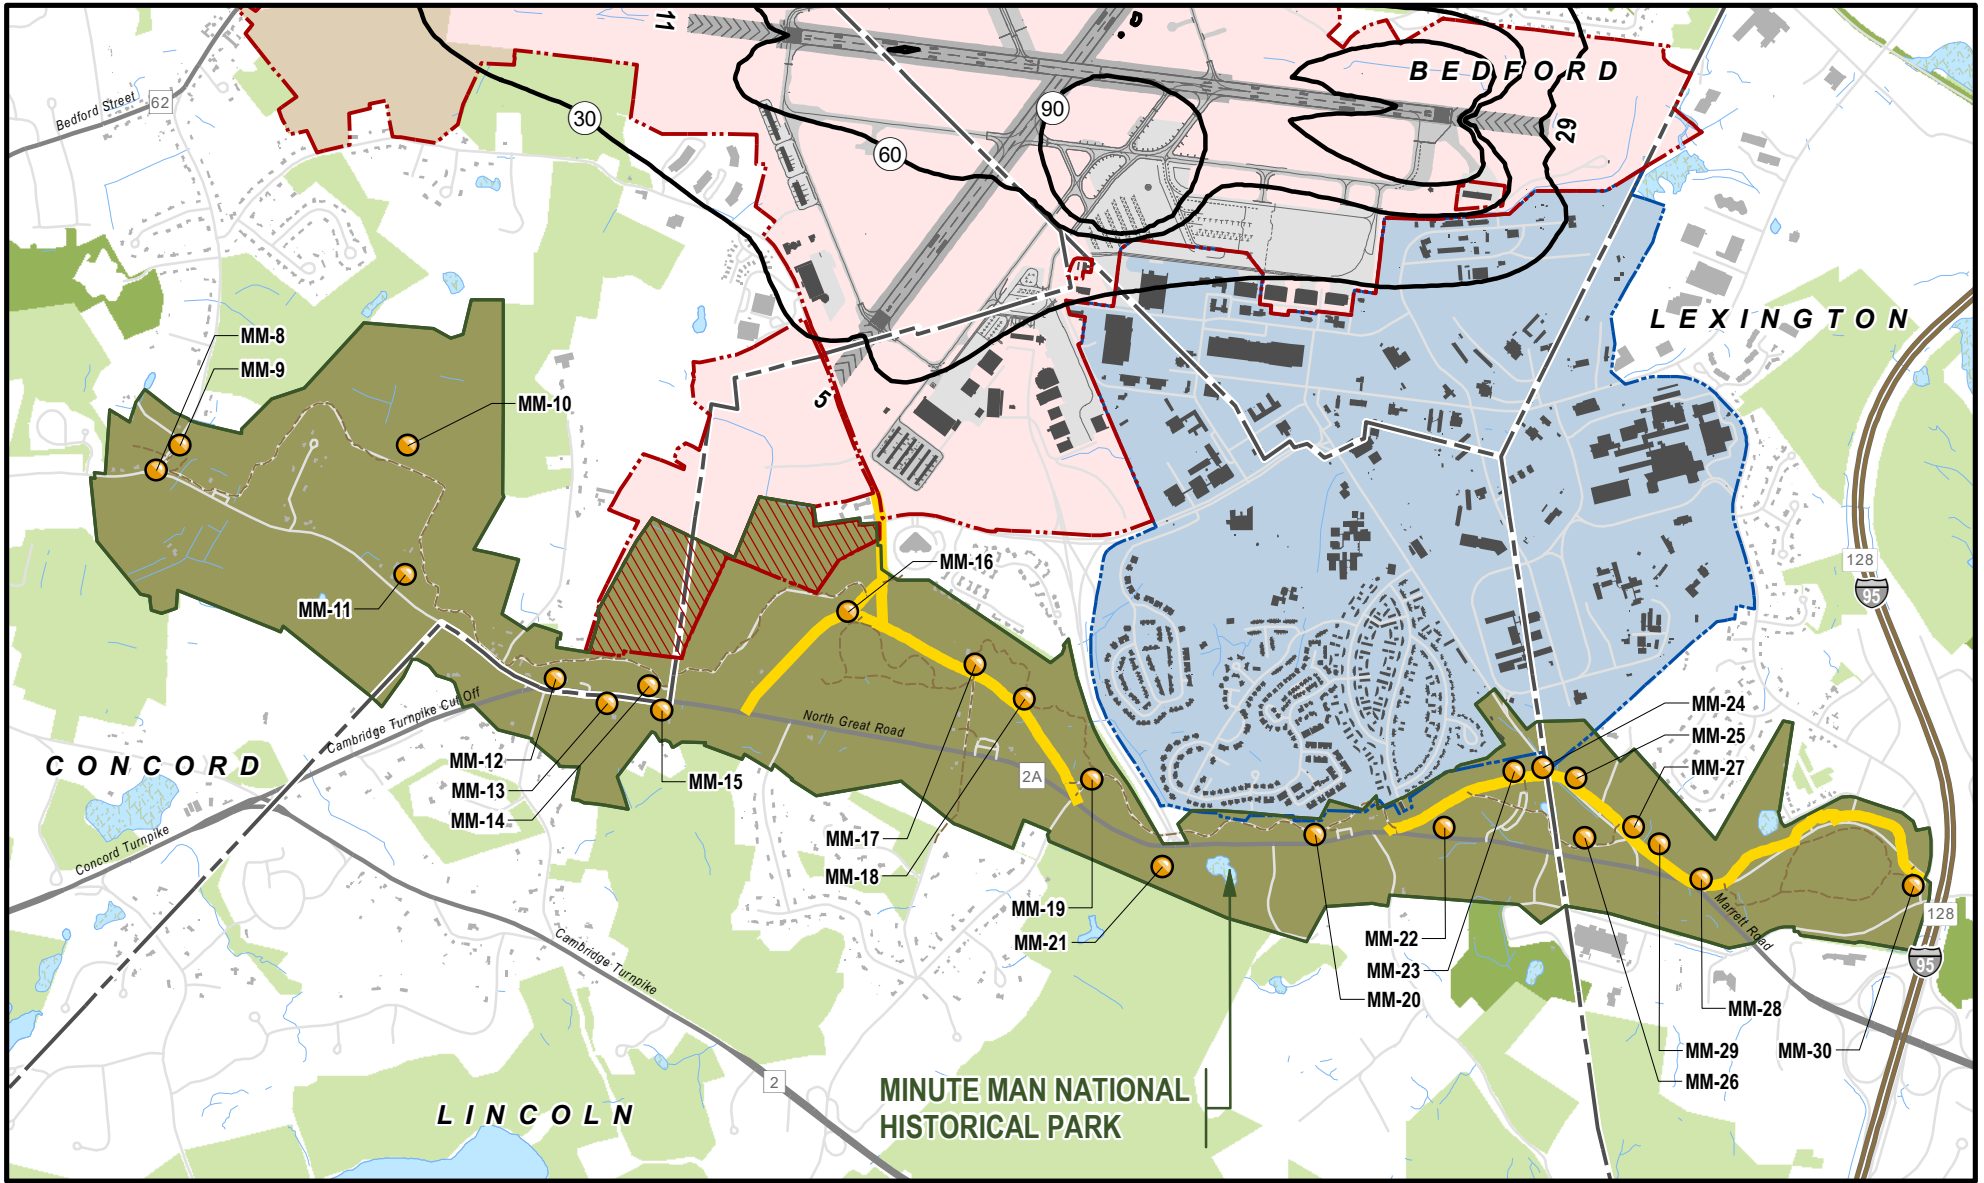 11
BEDFORD
Bedford Street
62
30
90
60
29
LEXINGTON
MM-8
MM-9
MM-10
5
MM-16
128
95
MM-11
MM-24
MM-25
MM-27
Cambridge Turnpike Cut Off
North Great Road
CONCORD
MM-12
MM-13
MM-14
MM-15
2A
Concord Turnpike
MM-17
MM-18
MM-19
MM-21
Marrett Road
128
95
MM-22
MM-23
MM-20
Cambridge Turnpike
MM-28
MM-29
MM-30
MM-26
2
MINUTE MAN NATIONAL
HISTORICAL PARK
LINCOLN